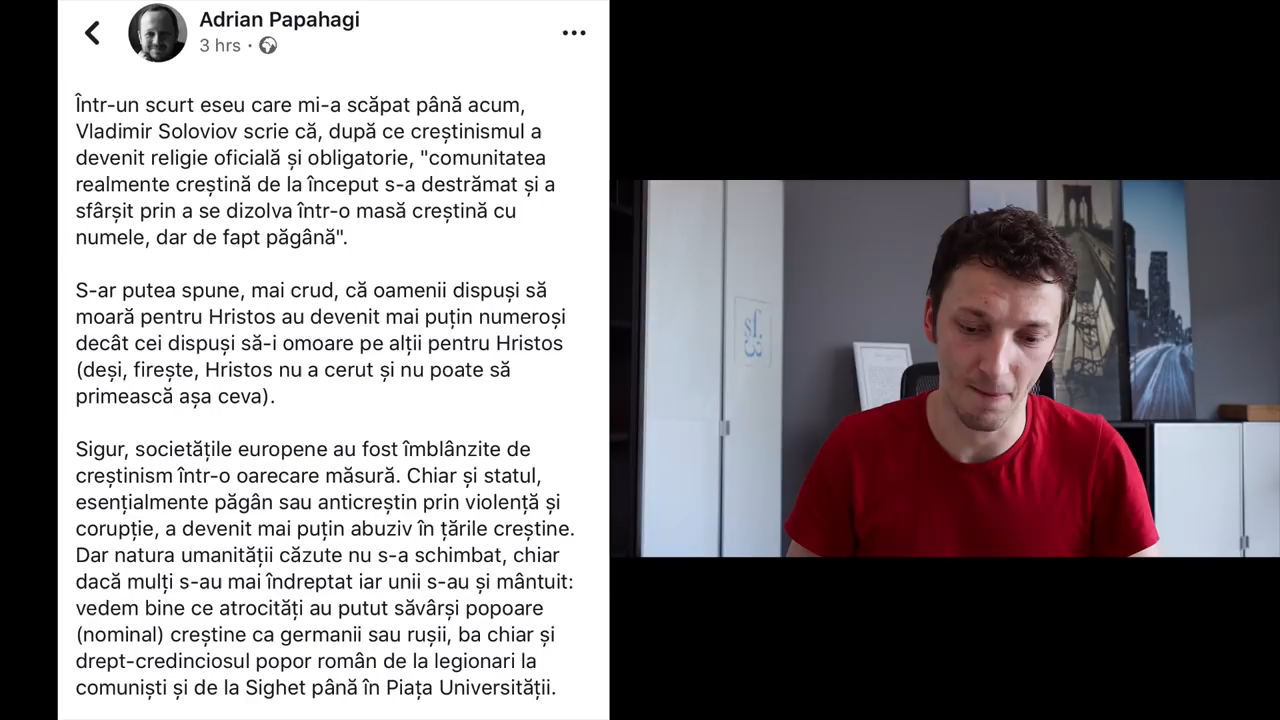 Adrian Papahagi
3 hrs ·
Într-un scurt eseu care mi-a scăpat până acum,
Vladimir Soloviov scrie că, după ce creștinismul a
devenit religie oficială și obligatorie, "comunitatea
realmente creștină de la început s-a destrămat și a
sfârșit prin a se dizolva într-o masă creștină cu
numele, dar de fapt păgână".
S-ar putea spune, mai crud, că oamenii dispuși să
moară pentru Hristos au devenit mai puțin numeroși
decât cei dispuși să-i omoare pe alții pentru Hristos
(deși, firește, Hristos nu a cerut și nu poate să
primească așa ceva).
Sigur, societățile europene au fost îmblânzite de
creștinism într-o oarecare măsură. Chiar și statul,
esențialmente păgân sau anticreștin prin violență și
corupție, a devenit mai puțin abuziv în țările creștine.
Dar natura umanității căzute nu s-a schimbat, chiar
dacă mulți s-au mai îndreptat iar unii s-au și mântuit:
vedem bine ce atrocități au putut săvârși popoare
(nominal) creștine ca germanii sau rușii, ba chiar și
drept-credinciosul popor român de la legionari la
comuniști și de la Sighet până în Piața Universității.